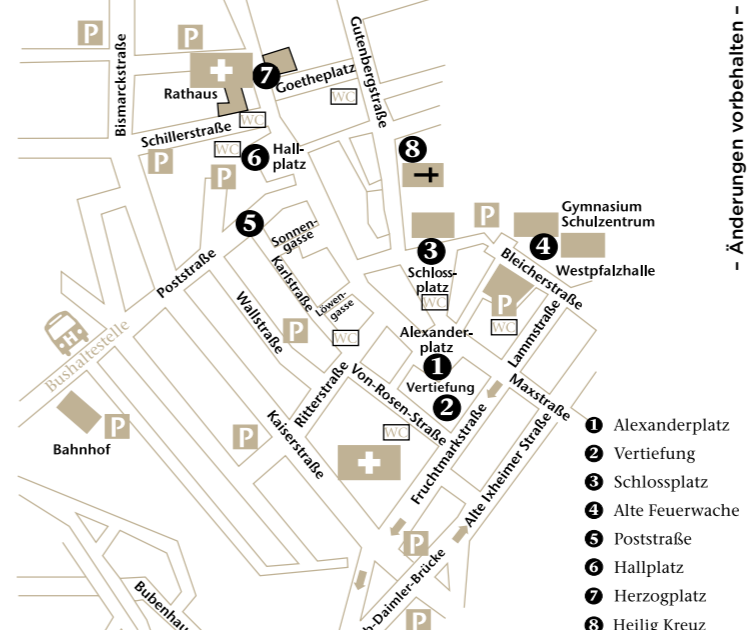 P
P
Bismarckstraße
Rathaus
7
Goetheplatz
Gutenbergstraße
WC
Schillerstraße
WC
WC
P
P
6
Hall-
platz
8
5
Sonnen-
gasse
3
Schloss-
platz
WC
P
Gymnasium
Schulzentrum
4
Westpfalzhalle
Bleicherstraße
P
WC
Lammstraße
Poststraße
Karlstraße
Wallstraße
Löwen-
gasse
P
WC
H
Bushaltestelle
Alexander-
platz
1
Vertiefung
2
Maxstraße
Ritterstraße
Von-Rosen-Straße
Kaiserstraße
WC
Fruchtmarkstraße
Alte Ixheimer Straße
P
Bahnhof
P
P
b-Daimler-Brücke
P
Bubenhau
– Änderungen vorbehalten –
1 Alexanderplatz
2 Vertiefung
3 Schlossplatz
4 Alte Feuerwache
5 Poststraße
6 Hallplatz
7 Herzogplatz
8 Heilig Kreuz